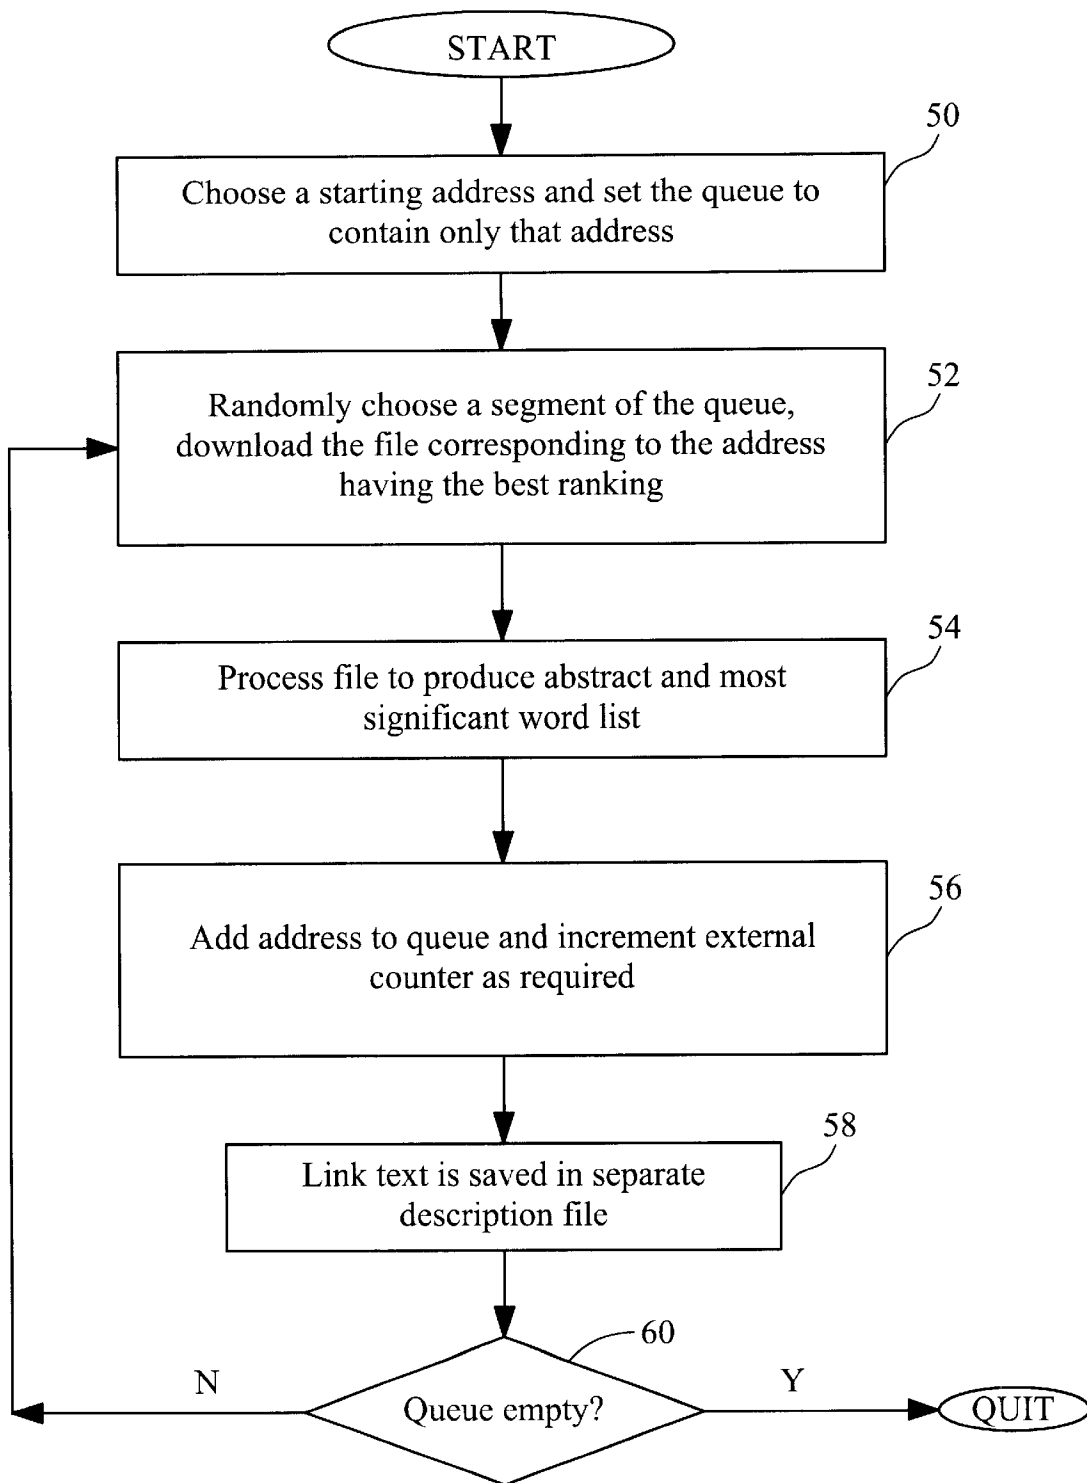 START
50
Choose a starting address and set the queue to
contain only that address
52
Randomly choose a segment of the queue,
download the file corresponding to the address
having the best ranking
54
Process file to produce abstract and most
significant word list
56
Add address to queue and increment external
counter as required
58
Link text is saved in separate
description file
60
N
Queue empty?
Y
QUIT